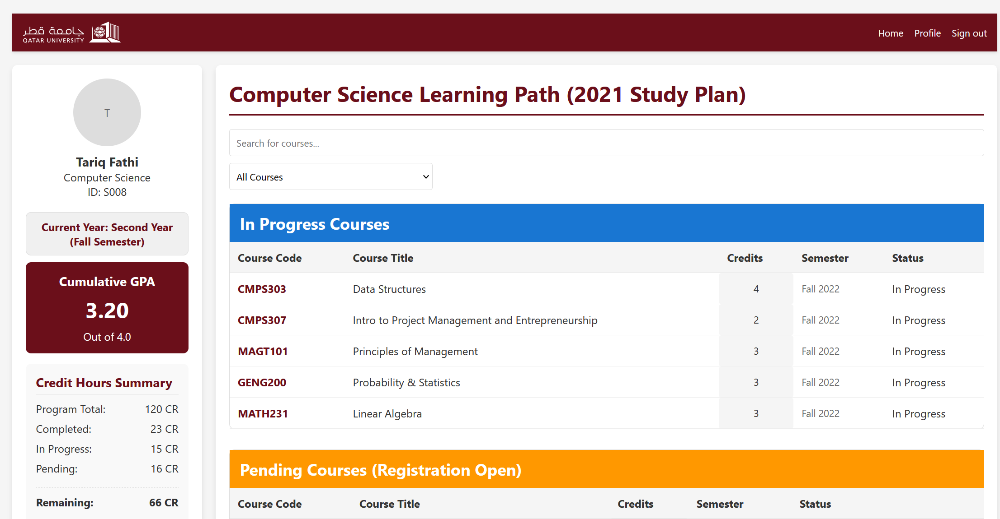 جامعة قطر
QATAR UNIVERSITY
Home Profile Sign out
T
Tariq Fathi
Computer Science
ID: S008
Current Year: Second Year
(Fall Semester)
Cumulative GPA
3.20
Out of 4.0
Credit Hours Summary
Program Total: 120 CR
Completed: 23 CR
In Progress: 15 CR
Pending: 16 CR
Remaining: 66 CR
Computer Science Learning Path (2021 Study Plan)
Search for courses...
All Courses
In Progress Courses
Course Code Course Title Credits Semester Status
CMPS303 Data Structures 4 Fall 2022 In Progress
CMPS307 Intro to Project Management and Entrepreneurship 2 Fall 2022 In Progress
MAGT101 Principles of Management 3 Fall 2022 In Progress
GENG200 Probability & Statistics 3 Fall 2022 In Progress
MATH231 Linear Algebra 3 Fall 2022 In Progress
Pending Courses (Registration Open)
Course Code Course Title Credits Semester Status